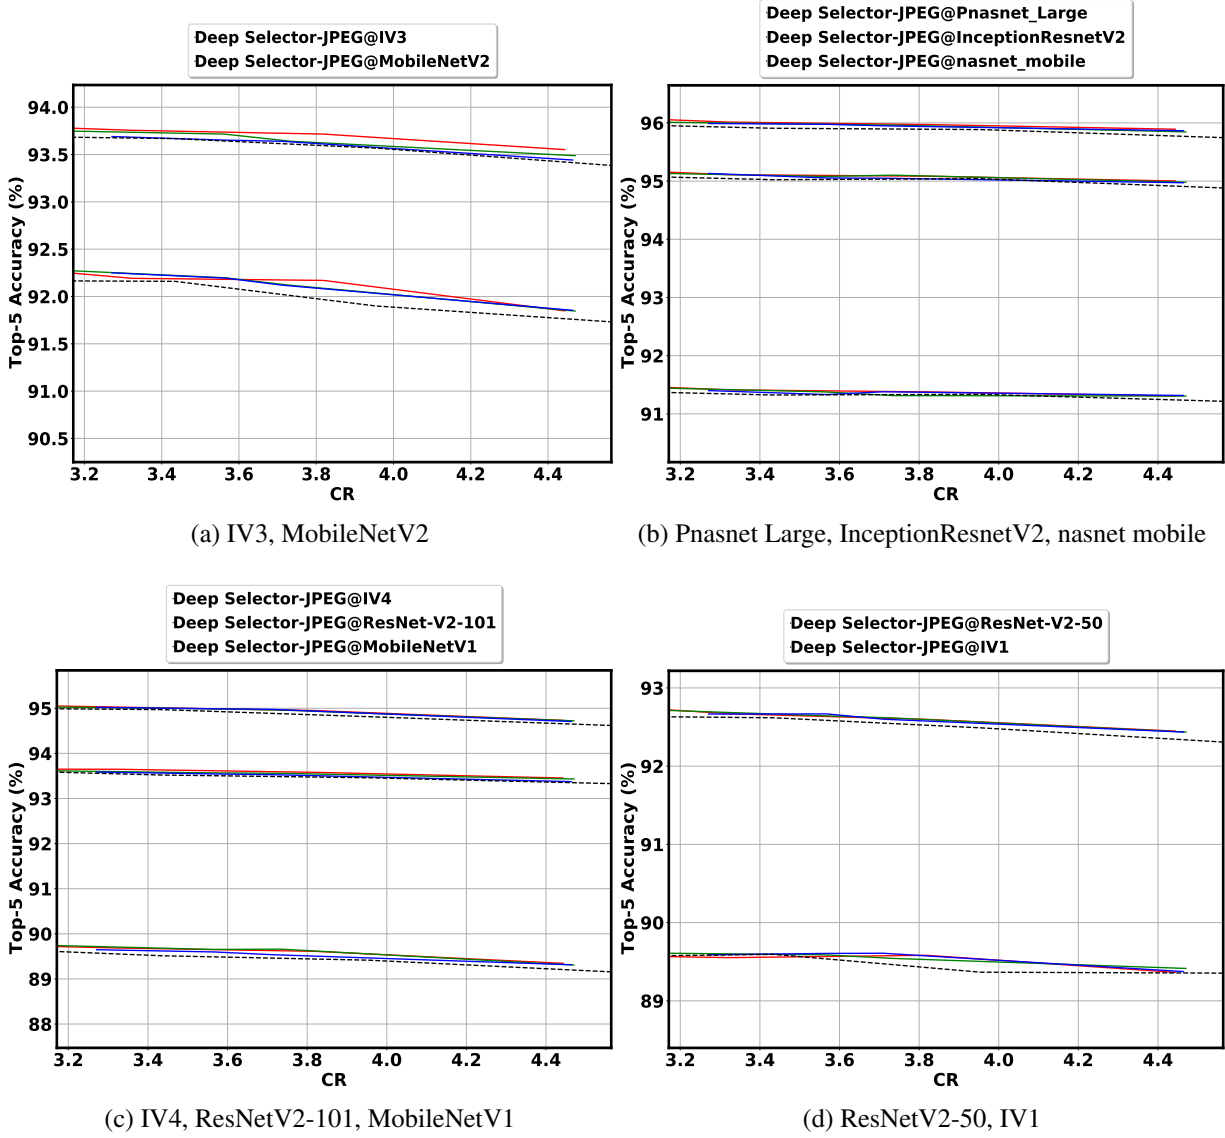 Deep Selector-JPEG@IV3
Deep Selector-JPEG@MobileNetV2
94.0
93.5
93.0
92.5
92.0
91.5
91.0
90.5
Top-5 Accuracy (%)
3.2 3.4 3.6 3.8 4.0 4.2 4.4
CR
(a) IV3, MobileNetV2
Deep Selector-JPEG@Pnasnet_Large
Deep Selector-JPEG@InceptionResnetV2
Deep Selector-JPEG@nasnet_mobile
96
95
94
93
92
91
Top-5 Accuracy (%)
3.2 3.4 3.6 3.8 4.0 4.2 4.4
CR
(b) Pnasnet Large, InceptionResnetV2, nasnet mobile
Deep Selector-JPEG@IV4
Deep Selector-JPEG@ResNet-V2-101
Deep Selector-JPEG@MobileNetV1
95
94
93
92
91
90
89
88
Top-5 Accuracy (%)
3.2 3.4 3.6 3.8 4.0 4.2 4.4
CR
(c) IV4, ResNetV2-101, MobileNetV1
Deep Selector-JPEG@ResNet-V2-50
Deep Selector-JPEG@IV1
93
92
91
90
89
Top-5 Accuracy (%)
3.2 3.4 3.6 3.8 4.0 4.2 4.4
CR
(d) ResNetV2-50, IV1